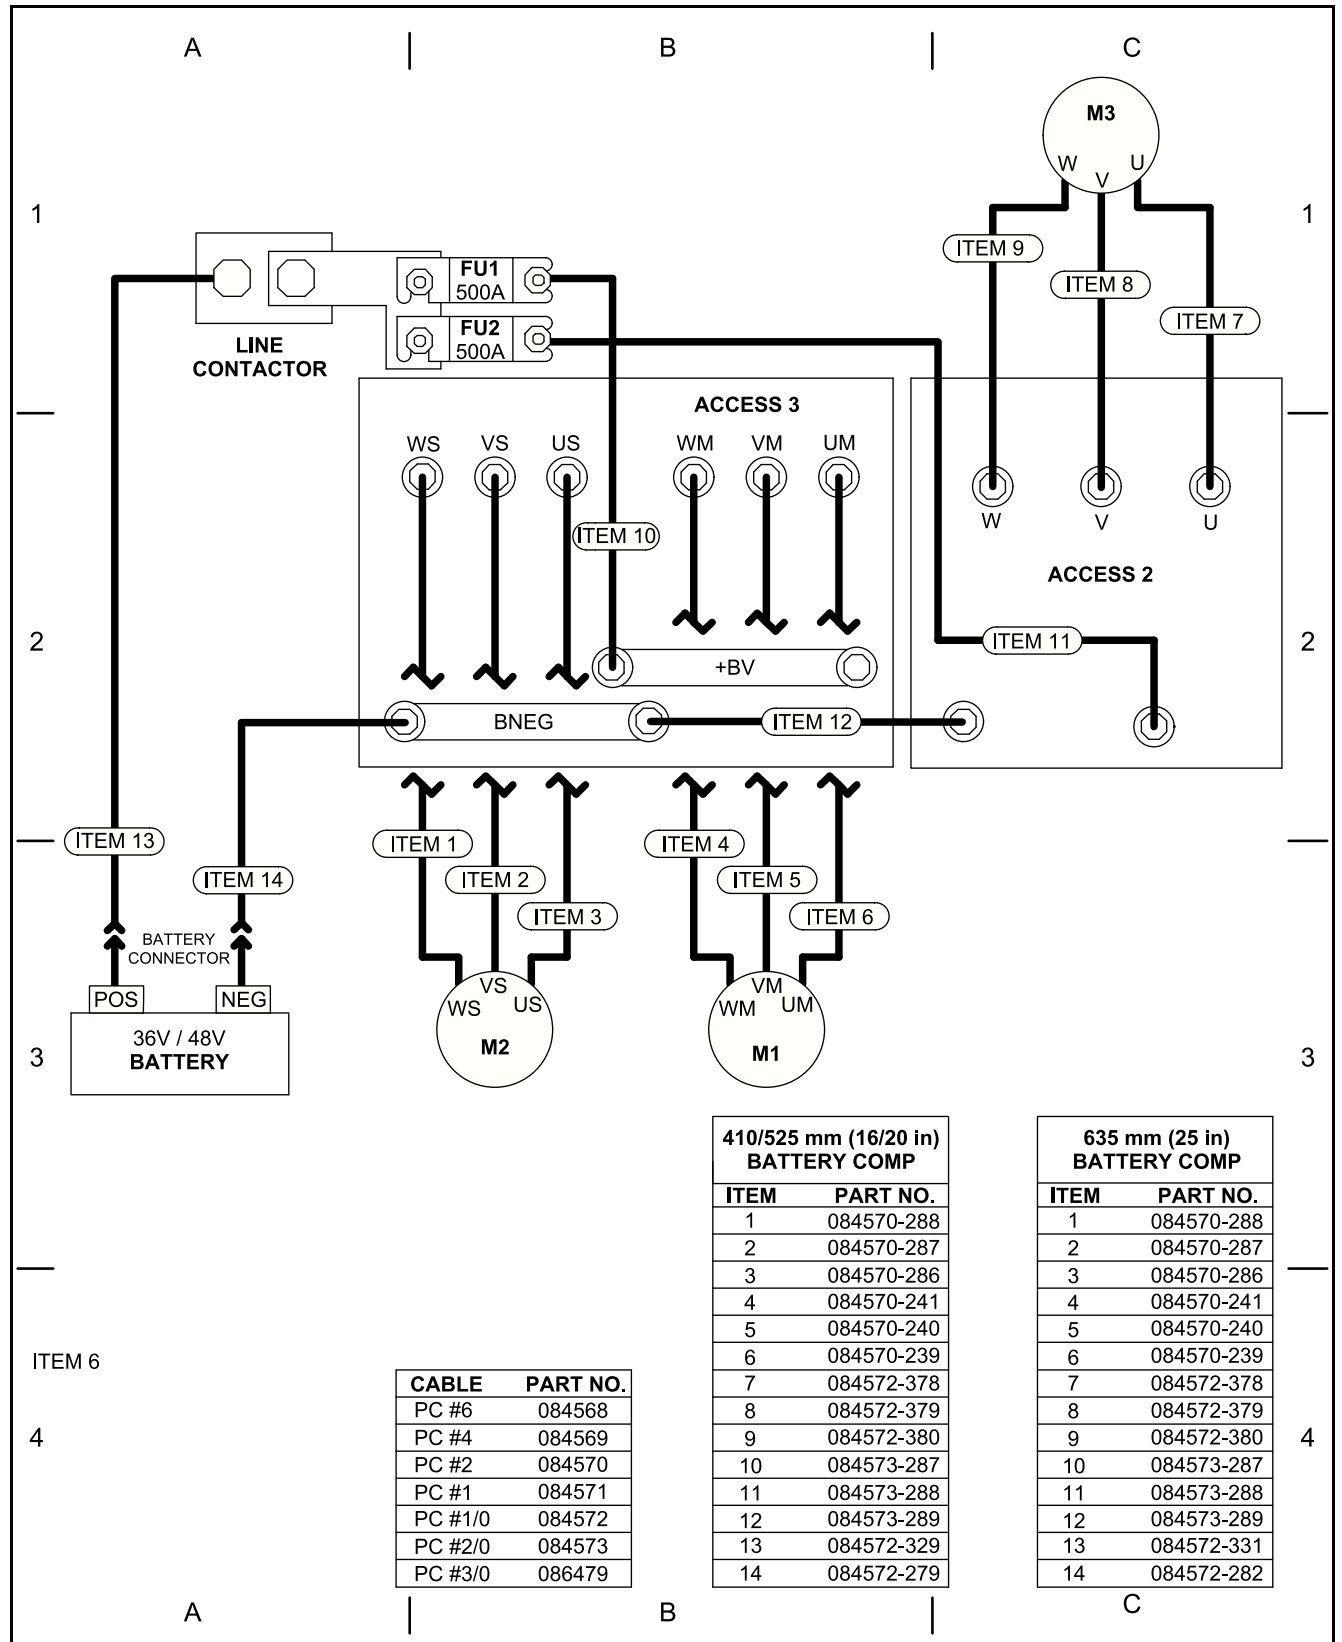 A B C
M3
W V U
1 1
ITEM 9
FU1
500A
ITEM 8
ITEM 7
FU2
500A
LINE
CONTACTOR
ACCESS 3
WS VS US WM VM UM
W V U
ITEM 10
ACCESS 2
2 2
ITEM 11
+BV
BNEG
ITEM 12
ITEM 13
ITEM 1
ITEM 4
ITEM 14
ITEM 2
ITEM 5
ITEM 3
ITEM 6
BATTERY
CONNECTOR
POS NEG
WS VS US
WM VM UM
36V / 48V
BATTERY
M2
M1
3 3
410/525 mm (16/20 in)
BATTERY COMP
ITEM PART NO.
1 084570-288
2 084570-287
3 084570-286
4 084570-241
5 084570-240
6 084570-239
7 084572-378
8 084572-379
9 084572-380
10 084573-287
11 084573-288
12 084573-289
13 084572-329
14 084572-279
635 mm (25 in)
BATTERY COMP
ITEM PART NO.
1 084570-288
2 084570-287
3 084570-286
4 084570-241
5 084570-240
6 084570-239
7 084572-378
8 084572-379
9 084572-380
10 084573-287
11 084573-288
12 084573-289
13 084572-331
14 084572-282
ITEM 6
CABLE PART NO.
PC #6 084568
PC #4 084569
PC #2 084570
PC #1 084571
PC #1/0 084572
PC #2/0 084573
PC #3/0 086479
4 4
A B C